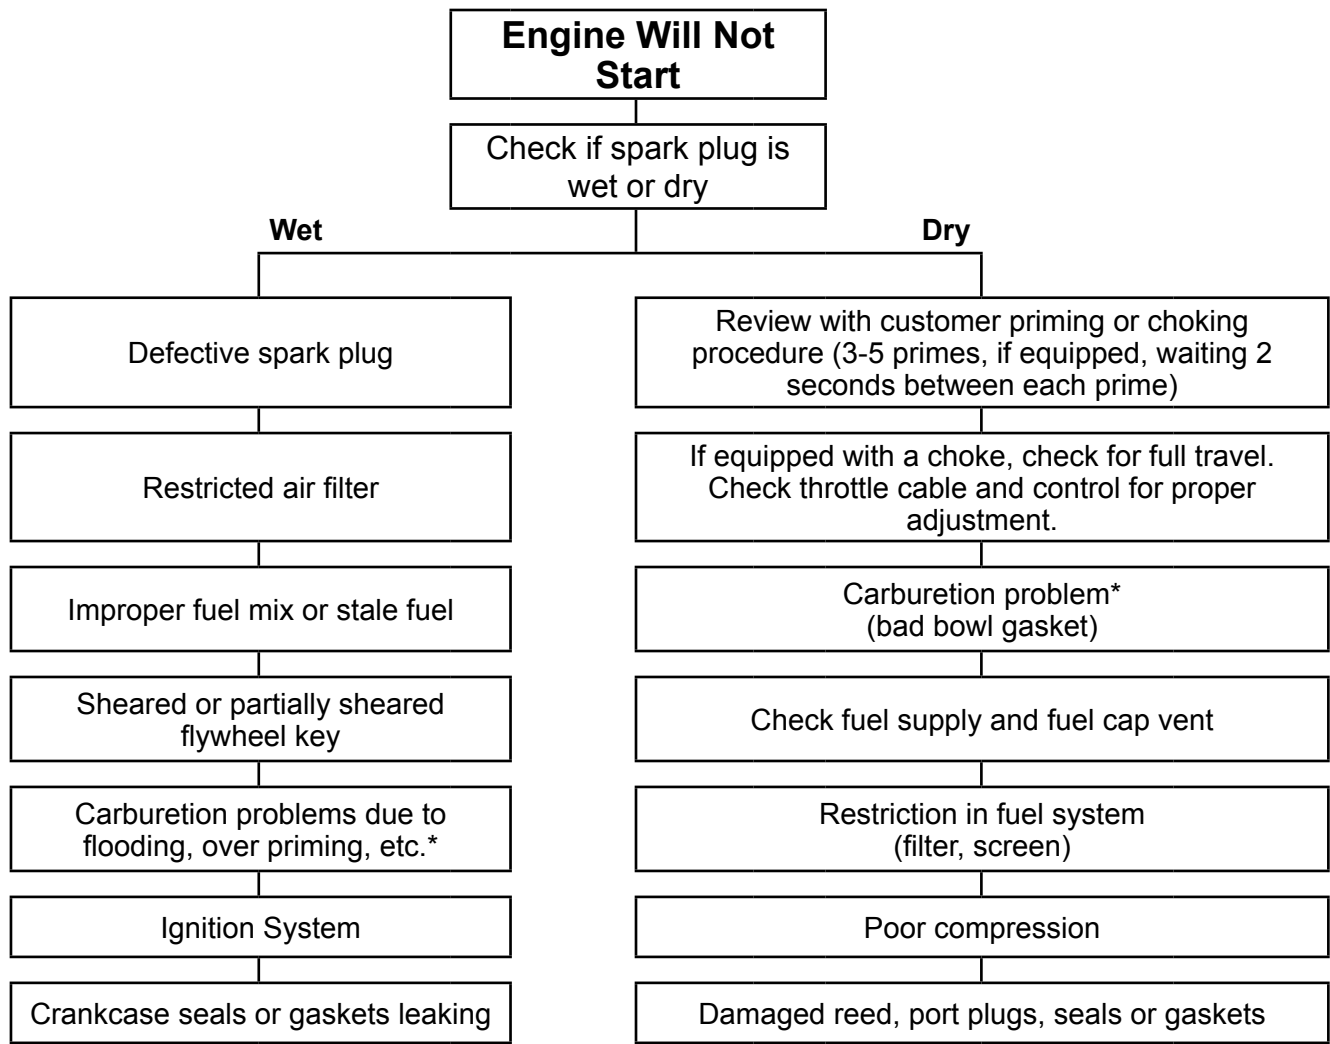 Engine Will Not
Start
Check if spark plug is
wet or dry
Wet
Dry
Defective spark plug
Restricted air filter
Improper fuel mix or stale fuel
Sheared or partially sheared
flywheel key
Carburetion problems due to
flooding, over priming, etc.*
Ignition System
Crankcase seals or gaskets leaking
Review with customer priming or choking
procedure (3-5 primes, if equipped, waiting 2
seconds between each prime)
If equipped with a choke, check for full travel.
Check throttle cable and control for proper
adjustment.
Carburetion problem*
(bad bowl gasket)
Check fuel supply and fuel cap vent
Restriction in fuel system
(filter, screen)
Poor compression
Damaged reed, port plugs, seals or gaskets